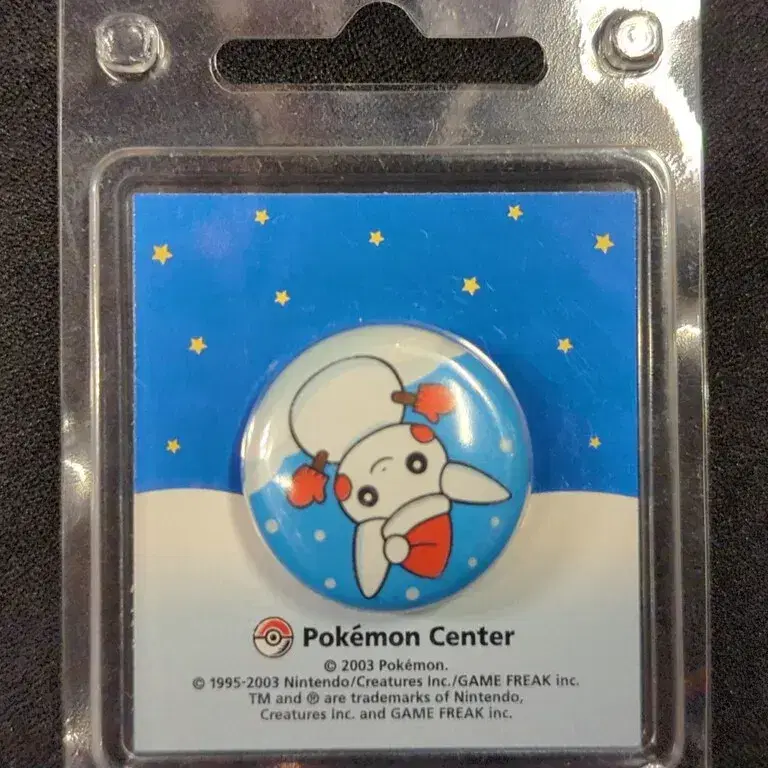 Pokémon Center
© 2003 Pokémon.
© 1995-2003 Nintendo/Creatures Inc./GAME FREAK inc.
TM and ® are trademarks of Nintendo,
Creatures Inc. and GAME FREAK inc.